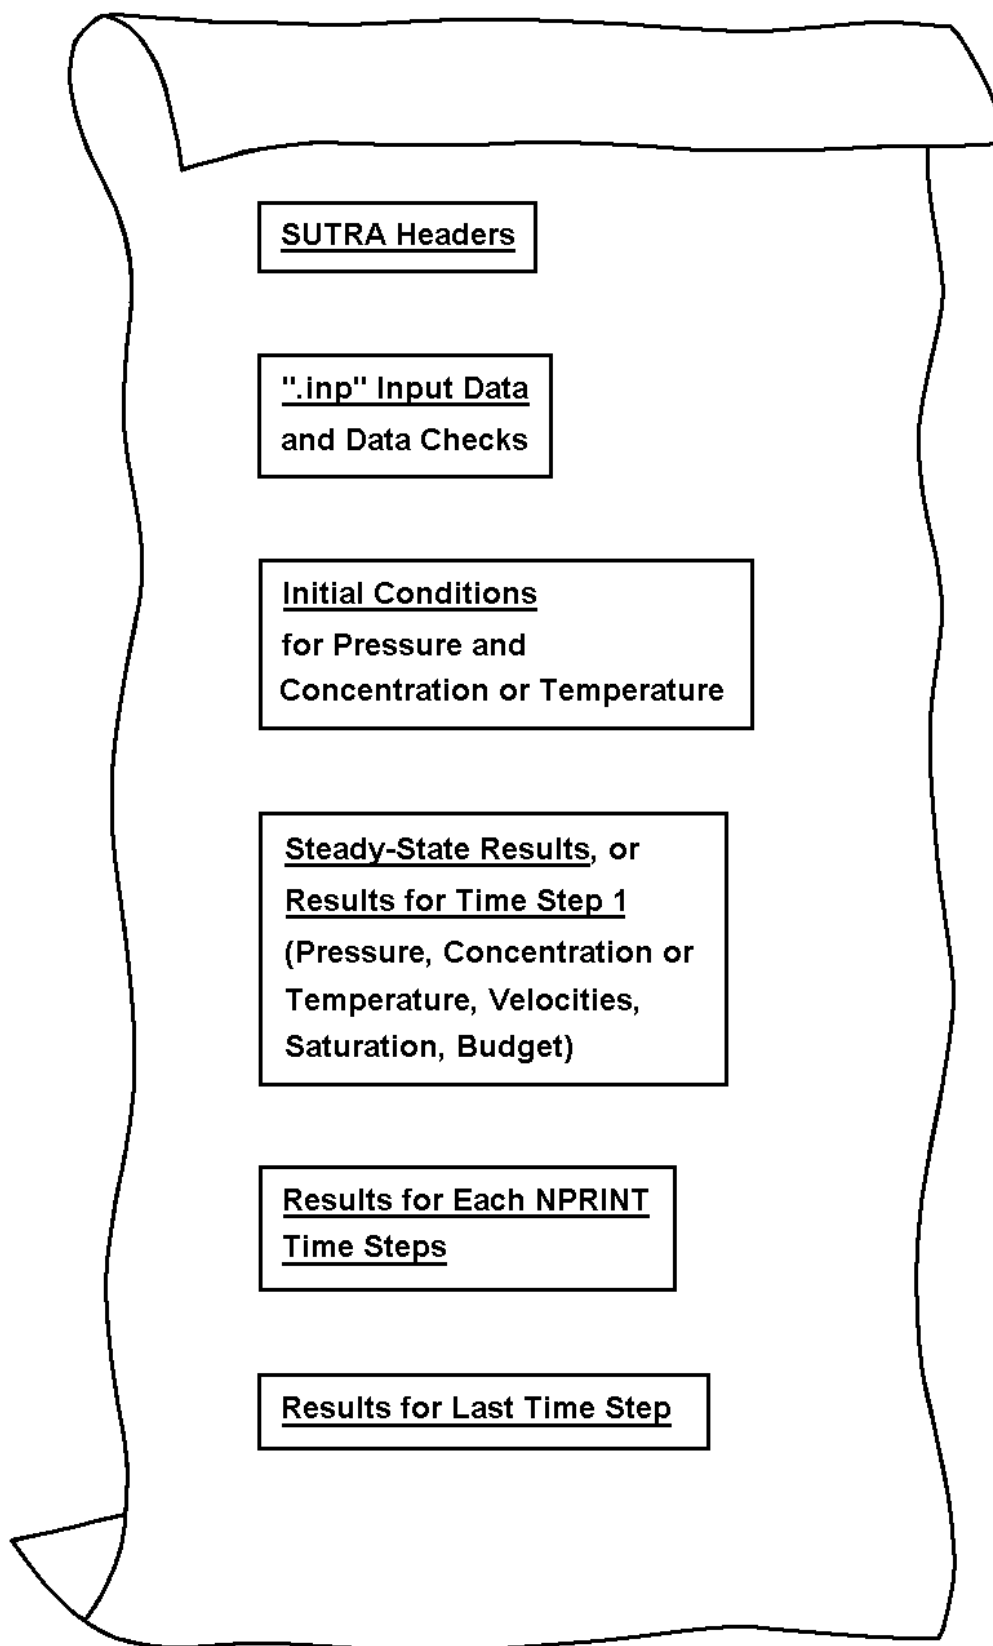 SUTRA Headers
".inp" Input Data
and Data Checks
Initial Conditions
for Pressure and
Concentration or Temperature
Steady-State Results, or
Results for Time Step 1
(Pressure, Concentration or
Temperature, Velocities,
Saturation, Budget)
Results for Each NPRINT
Time Steps
Results for Last Time Step